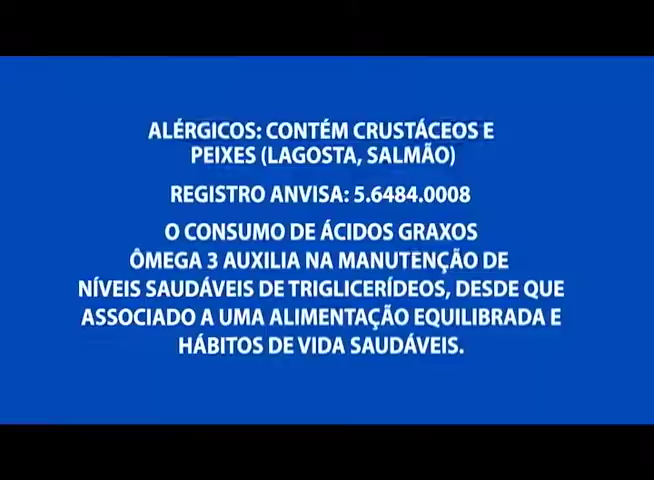 ALÉRGICOS: CONTÉM CRUSTÁCEOS E
PEIXES (LAGOSTA, SALMÃO)
REGISTRO ANVISA: 5.6484.0008
O CONSUMO DE ÁCIDOS GRAXOS
ÔMEGA 3 AUXILIA NA MANUTENÇÃO DE
NÍVEIS SAUDÁVEIS DE TRIGLICERÍDEOS, DESDE QUE
ASSOCIADO A UMA ALIMENTAÇÃO EQUILIBRADA E
HÁBITOS DE VIDA SAUDÁVEIS.